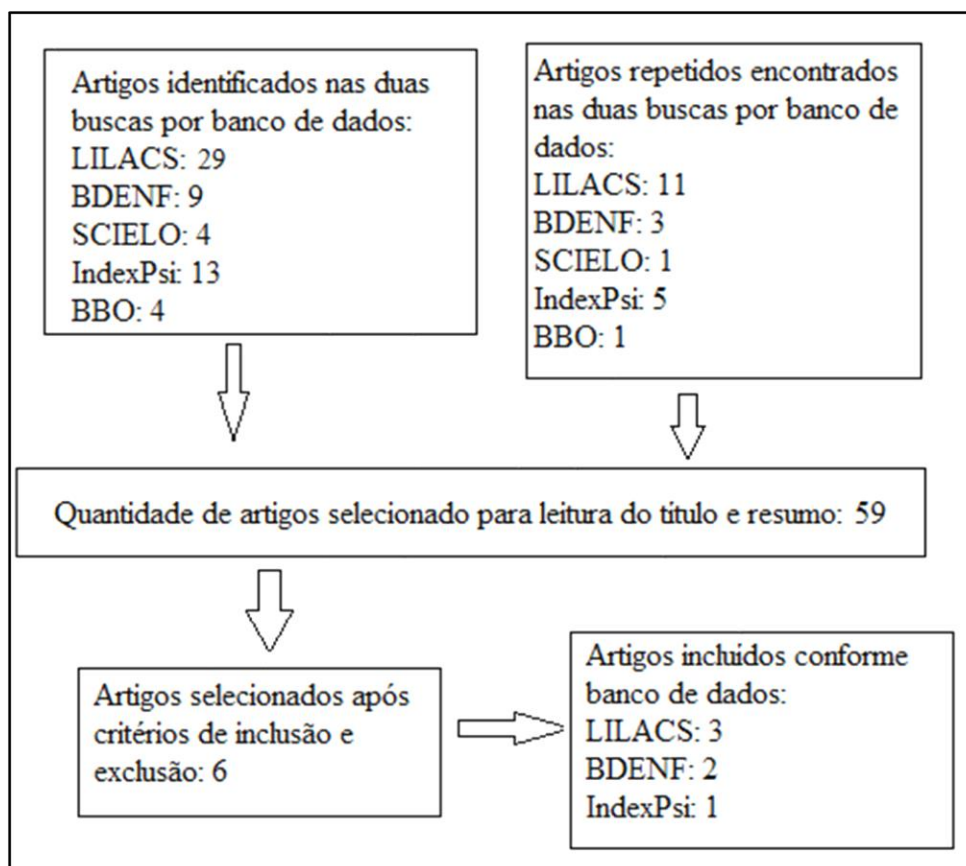 Artigos identificados nas duas
buscas por banco de dados:
LILACS: 29
BDENF: 9
SCIELO: 4
IndexPsi: 13
BBO: 4
Artigos repetidos encontrados
nas duas buscas por banco de
dados:
LILACS: 11
BDENF: 3
SCIELO: 1
IndexPsi: 5
BBO: 1
Quantidade de artigos selecionado para leitura do título e resumo: 59
Artigos selecionados após
critérios de inclusão e
exclusão: 6
Artigos incluídos conforme
banco de dados:
LILACS: 3
BDENF: 2
IndexPsi: 1